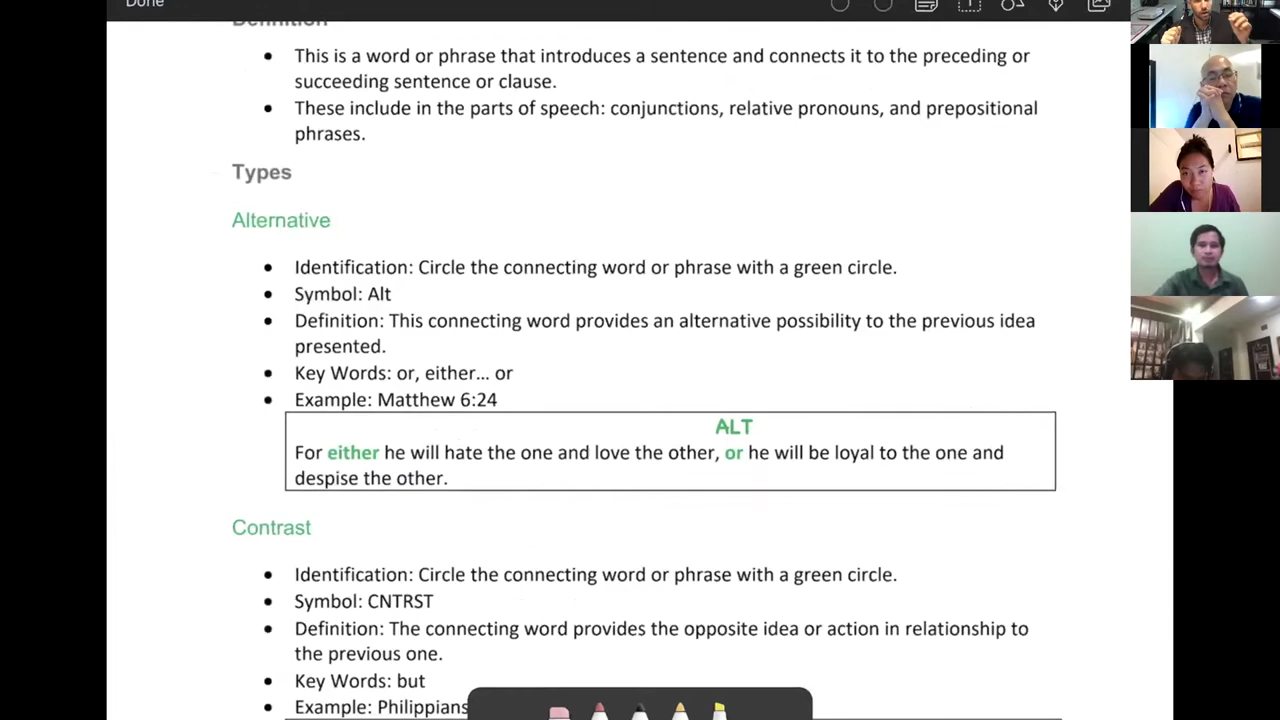 Done
Definition
• This is a word or phrase that introduces a sentence and connects it to the preceding or
succeeding sentence or clause.
• These include in the parts of speech: conjunctions, relative pronouns, and prepositional
phrases.
Types
Alternative
• Identification: Circle the connecting word or phrase with a green circle.
• Symbol: Alt
• Definition: This connecting word provides an alternative possibility to the previous idea
presented.
• Key Words: or, either... or
• Example: Matthew 6:24
ALT
For either he will hate the one and love the other, or he will be loyal to the one and
despise the other.
Contrast
• Identification: Circle the connecting word or phrase with a green circle.
• Symbol: CNTRST
• Definition: The connecting word provides the opposite idea or action in relationship to
the previous one.
• Key Words: but
• Example: Philippians